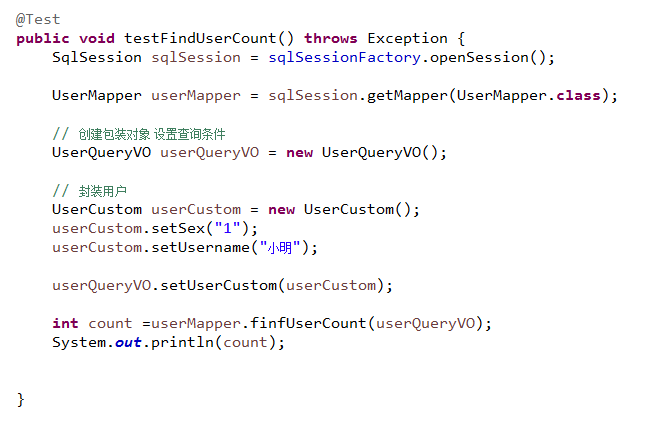 @Test
public void testFindUserCount() throws Exception {
SqlSession sqlSession = sqlSessionFactory.openSession();
UserMapper userMapper = sqlSession.getMapper(UserMapper.class);
// 创建包装对象 设置查询条件
UserQueryVO userQueryVO = new UserQueryVO();
// 封装用户
UserCustom userCustom = new UserCustom();
userCustom.setSex("1");
userCustom.setUsername("小明");
userQueryVO.setUserCustom(userCustom);
int count =userMapper.finfUserCount(userQueryVO);
System.out.println(count);
}